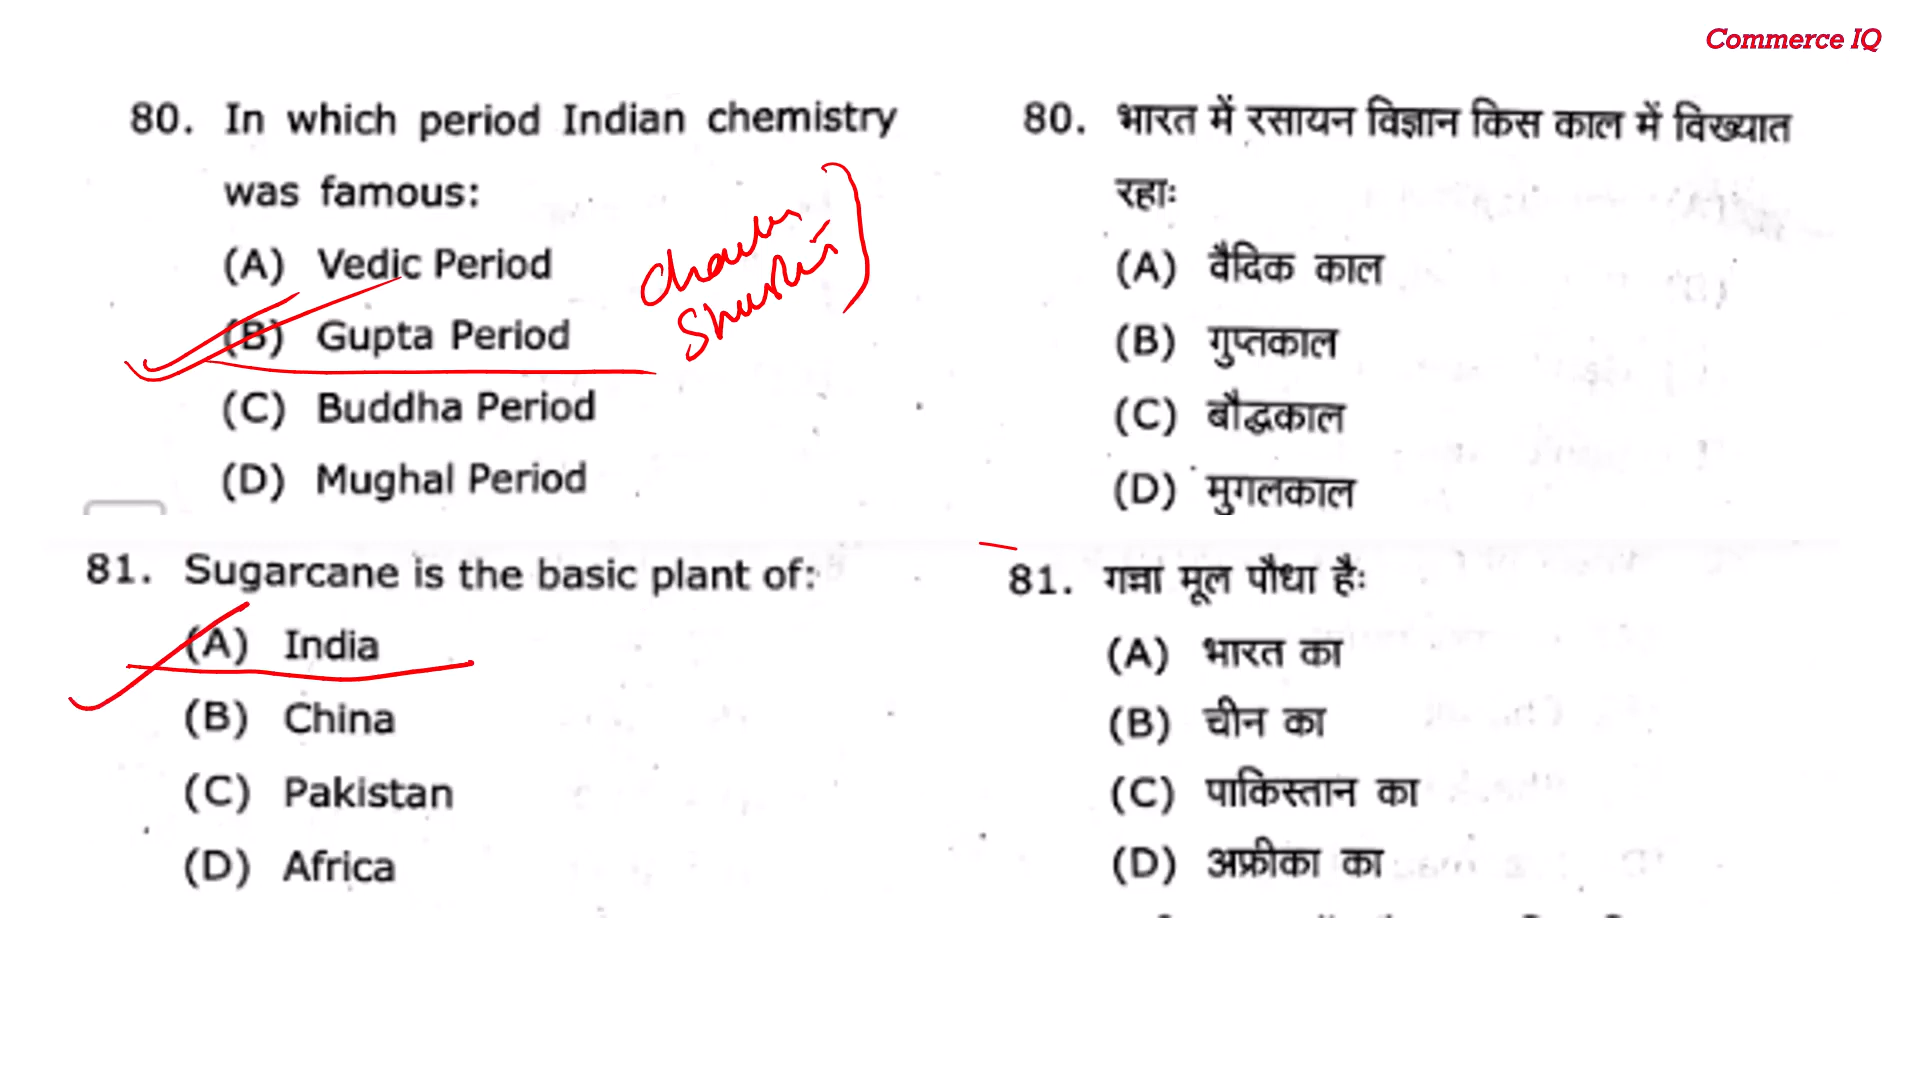 Commerce IQ
80. In which period Indian chemistry
was famous:
(A) Vedic Period
(B) Gupta Period
(C) Buddha Period
(D) Mughal Period
80. भारत में रसायन विज्ञान किस काल में विख्यात
रहाः
(A) वैदिक काल
(B) गुप्तकाल
(C) बौद्धकाल
(D) मुगलकाल
81. Sugarcane is the basic plant of:
(A) India
(B) China
(C) Pakistan
(D) Africa
81. गन्ना मूल पौधा हैः
(A) भारत का
(B) चीन का
(C) पाकिस्तान का
(D) अफ्रीका का